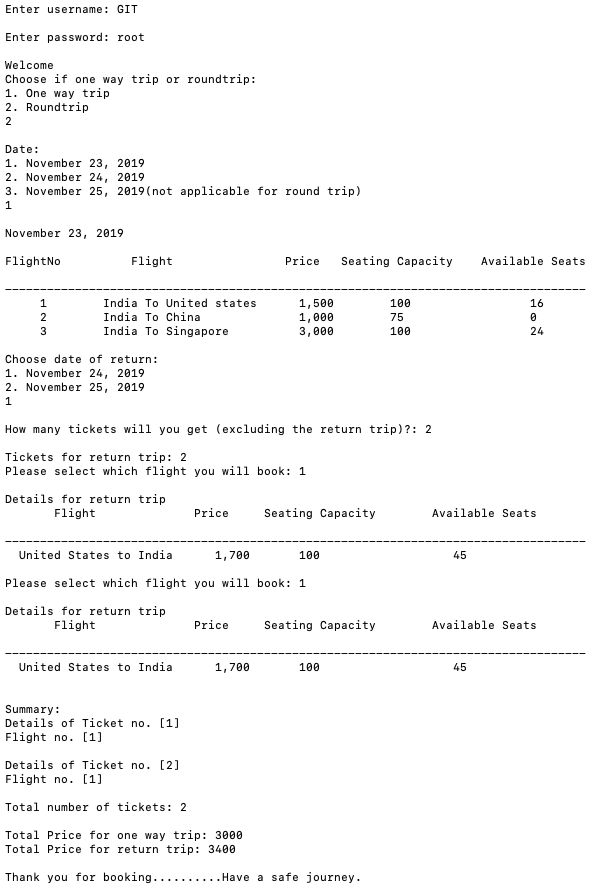 Enter username: GIT
Enter password: root
Welcome
Choose if one way trip or roundtrip:
1. One way trip
2. Roundtrip
2
Date:
1. November 23, 2019
2. November 24, 2019
3. November 25, 2019(not applicable for round trip)
1
November 23, 2019
FlightNo          Flight                Price   Seating Capacity    Available Seats
___________________________________________________________________________________
     1        India To United states      1,500        100                 16
     2        India To China              1,000        75                  0
     3        India To Singapore          3,000        100                 24
Choose date of return:
1. November 24, 2019
2. November 25, 2019
1
How many tickets will you get (excluding the return trip)?: 2
Tickets for return trip: 2
Please select which flight you will book: 1
Details for return trip
       Flight              Price     Seating Capacity        Available Seats
___________________________________________________________________________________
  United States to India      1,700       100                   45
Please select which flight you will book: 1
Details for return trip
       Flight              Price     Seating Capacity        Available Seats
___________________________________________________________________________________
  United States to India      1,700       100                   45
Summary:
Details of Ticket no. [1]
Flight no. [1]
Details of Ticket no. [2]
Flight no. [1]
Total number of tickets: 2
Total Price for one way trip: 3000
Total Price for return trip: 3400
Thank you for booking..........Have a safe journey.